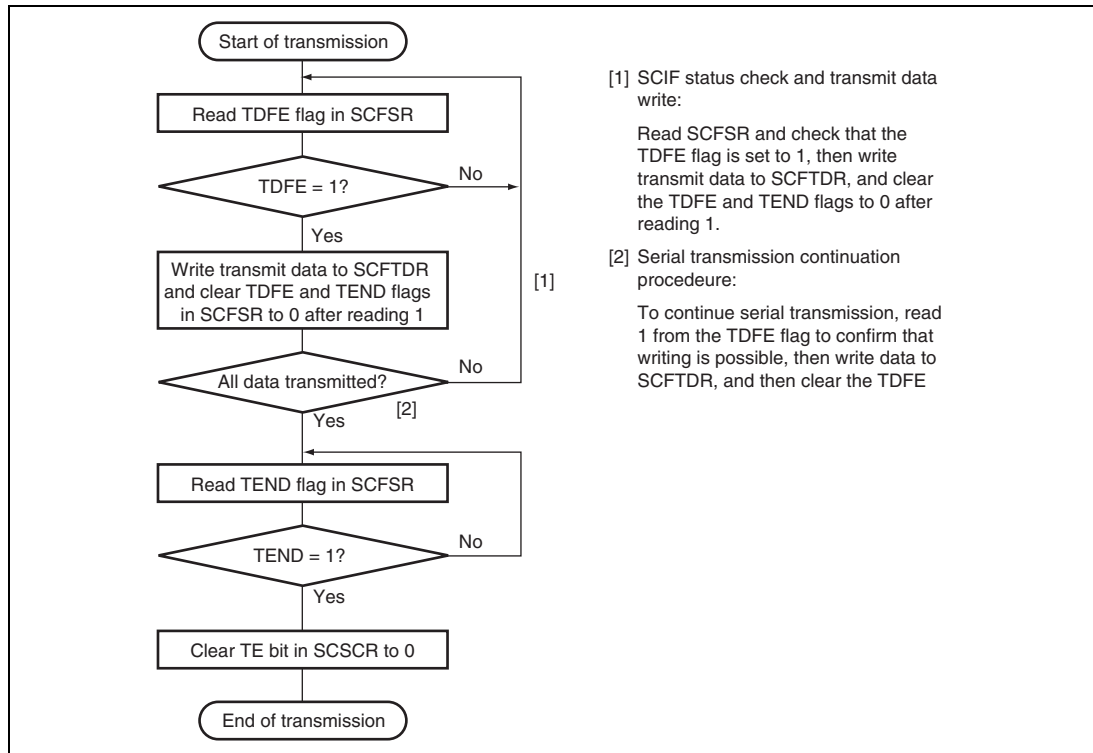 Start of transmission
Read TDFE flag in SCFSR
TDFE = 1?
No
Yes
Write transmit data to SCFTDR
and clear TDFE and TEND flags
in SCFSR to 0 after reading 1
[1]
All data transmitted?
No
[2]
Yes
Read TEND flag in SCFSR
TEND = 1?
No
Yes
Clear TE bit in SCSCR to 0
End of transmission
[1] SCIF status check and transmit data
write:
Read SCFSR and check that the
TDFE flag is set to 1, then write
transmit data to SCFTDR, and clear
the TDFE and TEND flags to 0 after
reading 1.
[2] Serial transmission continuation
procedeure:
To continue serial transmission, read
1 from the TDFE flag to confirm that
writing is possible, then write data to
SCFTDR, and then clear the TDFE